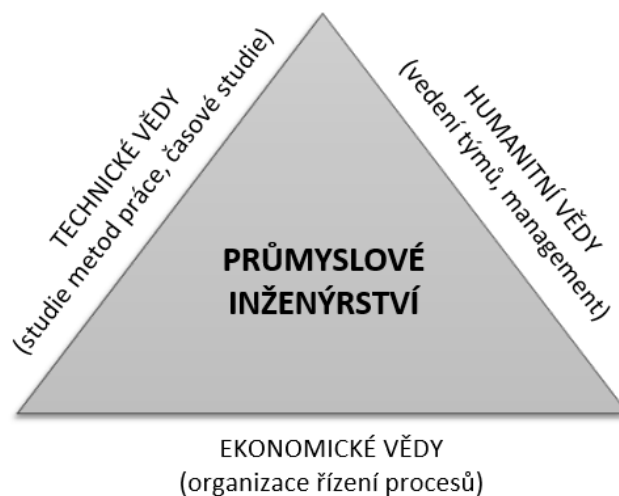 TECHNICKÉ VĚDY
(studie metod práce, časové studie)
HUMANITNÍ VĚDY
(vedení týmů, management)
PRŮMYSLOVÉ
INŽENÝRSTVÍ
EKONOMICKÉ VĚDY
(organizace řízení procesů)